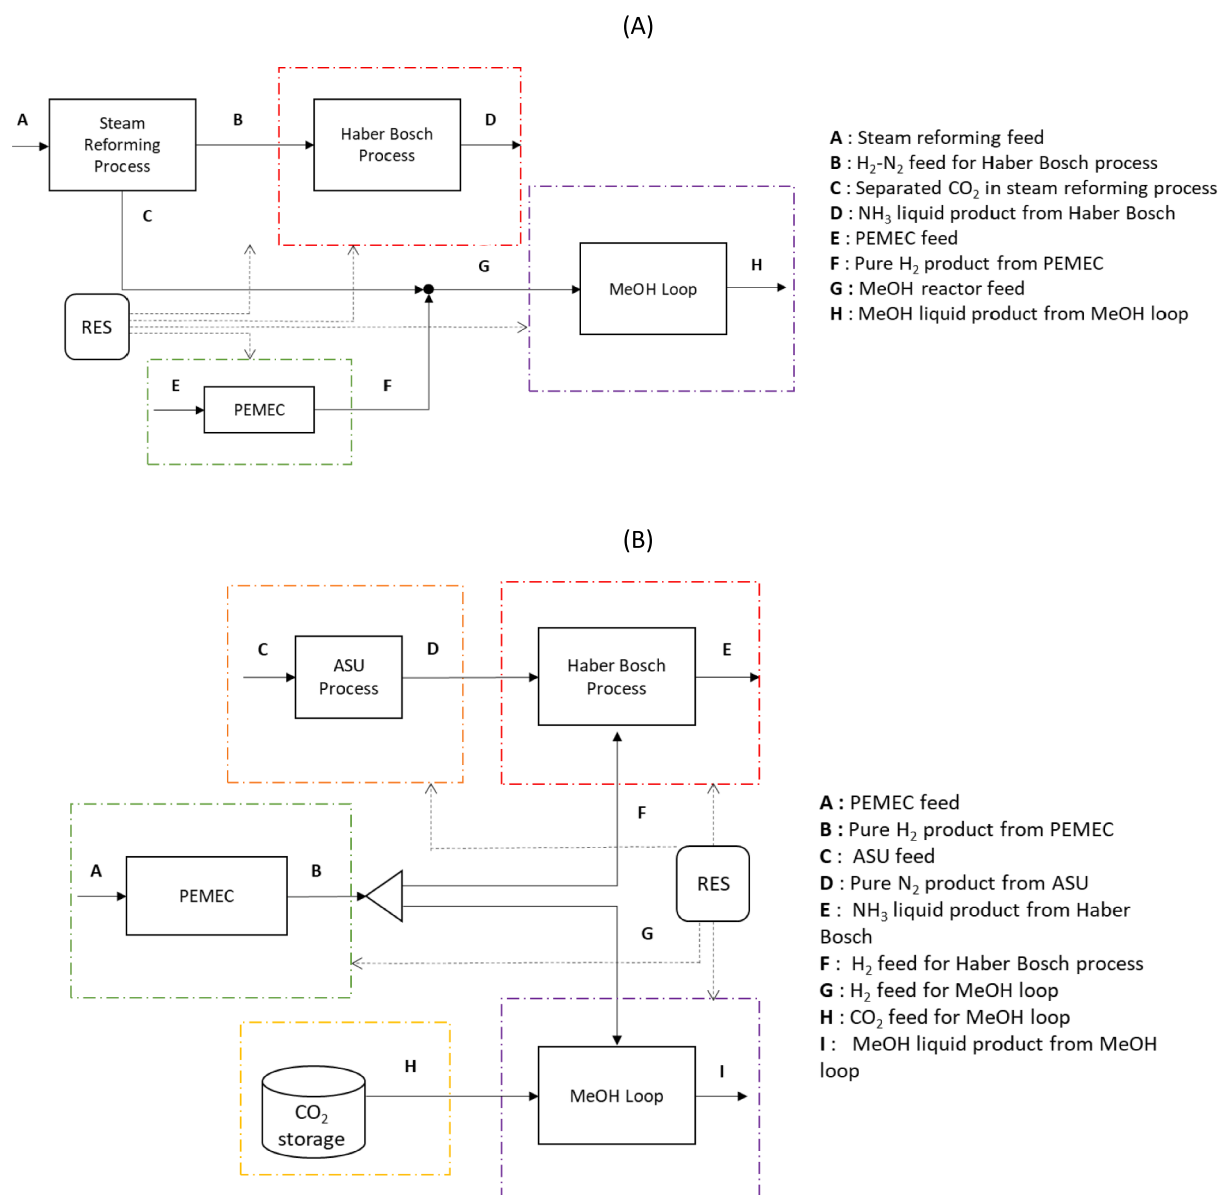 (A)
A
Steam
Reforming
Process
B
Haber Bosch
Process
D
C
G
MeOH Loop
H
RES
E
PEMEC
F
A : Steam reforming feed
B : H₂-N₂ feed for Haber Bosch process
C : Separated CO₂ in steam reforming process
D : NH₃ liquid product from Haber Bosch
E : PEMEC feed
F : Pure H₂ product from PEMEC
G : MeOH reactor feed
H : MeOH liquid product from MeOH loop
(B)
C
ASU
Process
D
Haber Bosch
Process
E
F
A
PEMEC
B
RES
G
H
CO₂
storage
MeOH Loop
I
A : PEMEC feed
B : Pure H₂ product from PEMEC
C : ASU feed
D : Pure N₂ product from ASU
E : NH₃ liquid product from Haber
Bosch
F : H₂ feed for Haber Bosch process
G : H₂ feed for MeOH loop
H : CO₂ feed for MeOH loop
I : MeOH liquid product from MeOH
loop